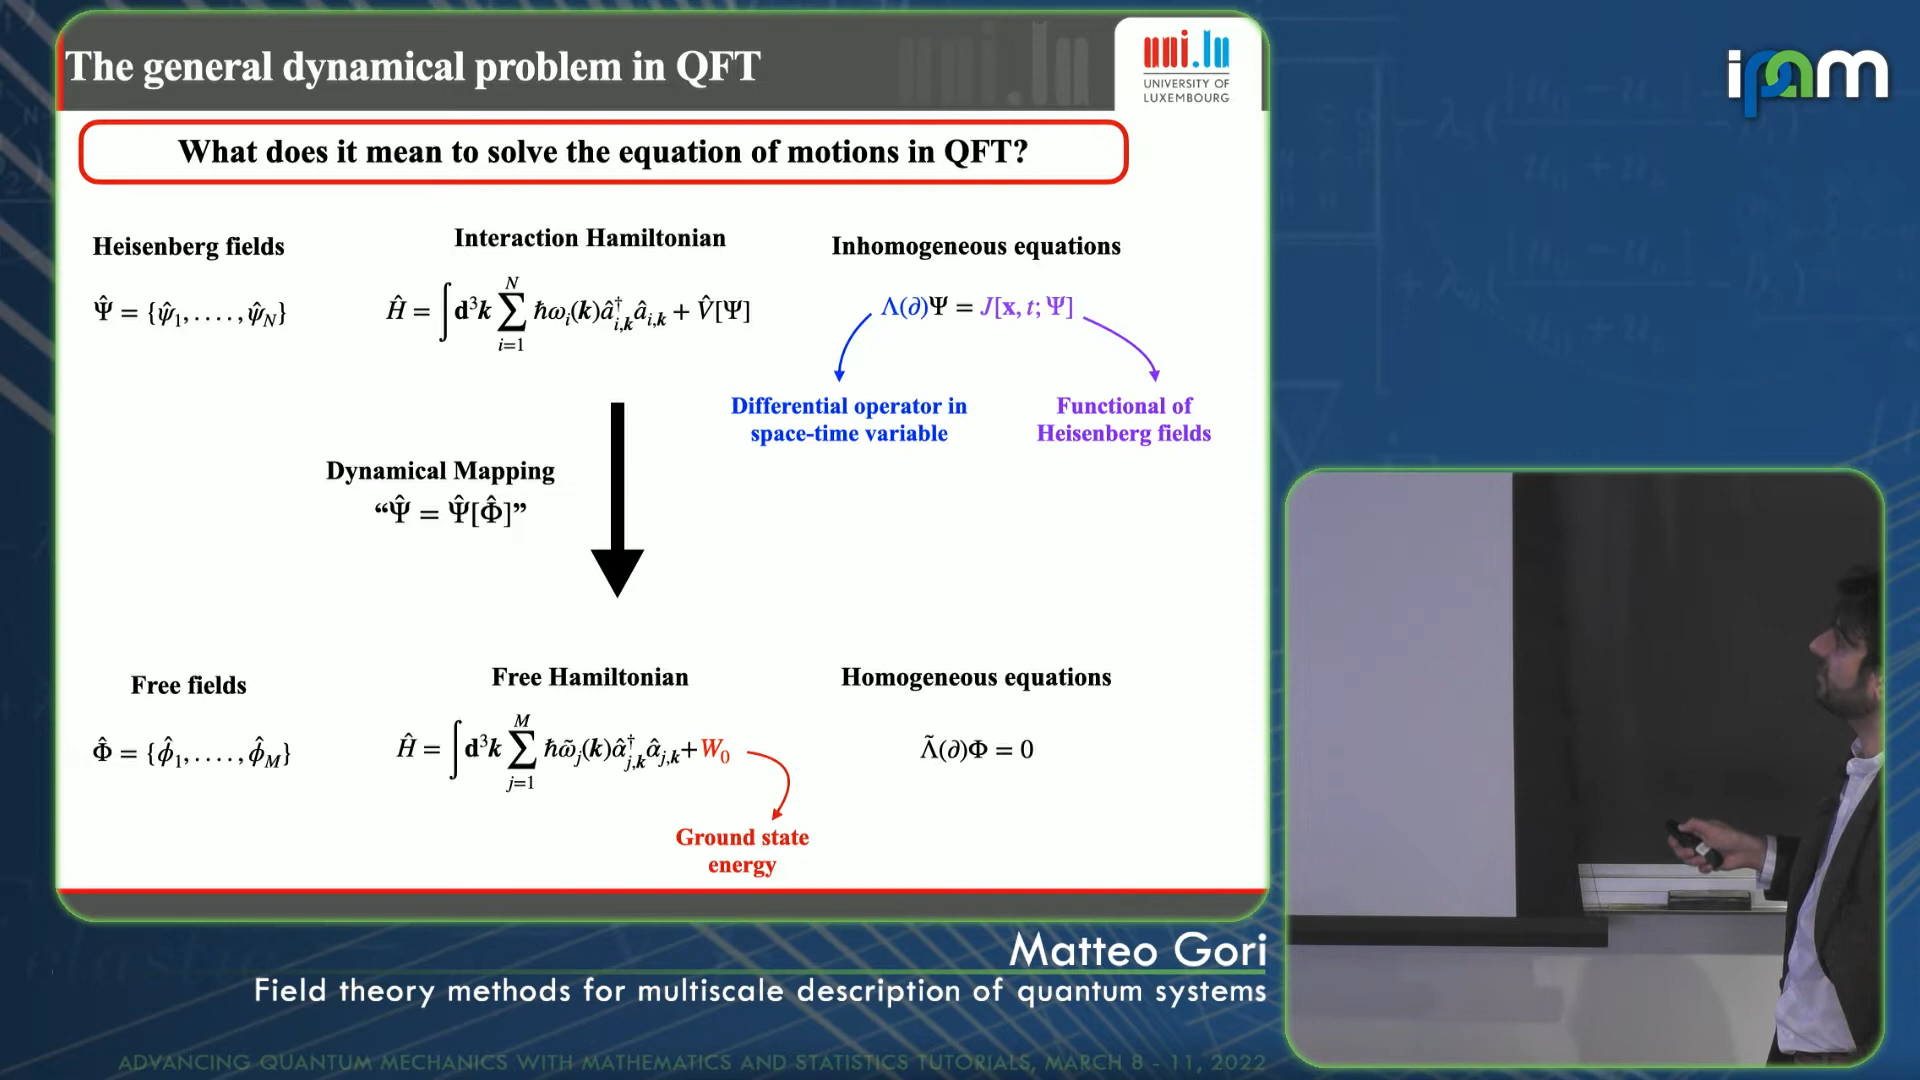 The general dynamical problem in QFT
uni.lu
UNIVERSITY OF
LUXEMBOURG
ipam
What does it mean to solve the equation of motions in QFT?
Heisenberg fields
Interaction Hamiltonian
Inhomogeneous equations
Ψ̂ = {ψ̂₁, . . . . , ψ̂_N}
Ĥ = ∫ d³k ∑_{i=1}^{N} ħω_i(k)â†_{i,k} â_{i,k} + V̂[Ψ]
Λ(∂)Ψ = J[x, t; Ψ]
Differential operator in
space-time variable
Functional of
Heisenberg fields
Dynamical Mapping
“Ψ̂ = Ψ̂[Φ̂]”
Free fields
Free Hamiltonian
Homogeneous equations
Φ̂ = {ϕ̂₁, . . . . , ϕ̂_M}
Ĥ = ∫ d³k ∑_{j=1}^{M} ħω̃_j(k)α̂†_{j,k} α̂_{j,k} + W₀
Λ̃(∂)Φ = 0
Ground state
energy
Matteo Gori
Field theory methods for multiscale description of quantum systems
ADVANCING QUANTUM MECHANICS WITH MATHEMATICS AND STATISTICS TUTORIALS, MARCH 8 - 11, 2022